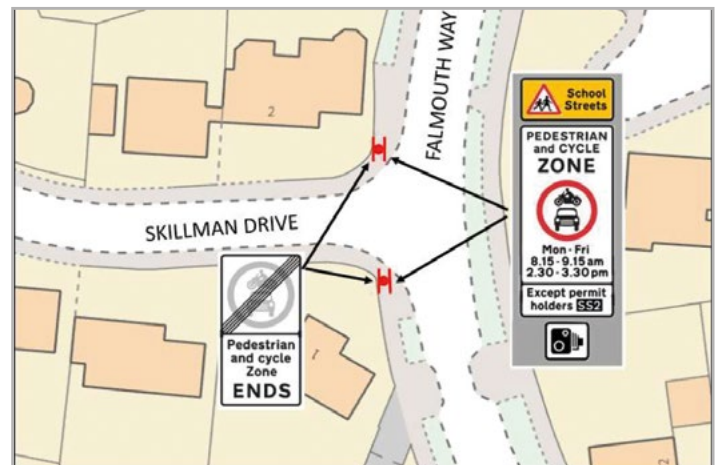 FALMOUTH WAY
2
SKILLMAN DRIVE
School
Streets
PEDESTRIAN
and CYCLE
ZONE
Mon - Fri
8.15 - 9.15 am
2.30 - 3.30 pm
Except permit
holders SS2
Pedestrian
and cycle
Zone
ENDS
1
2